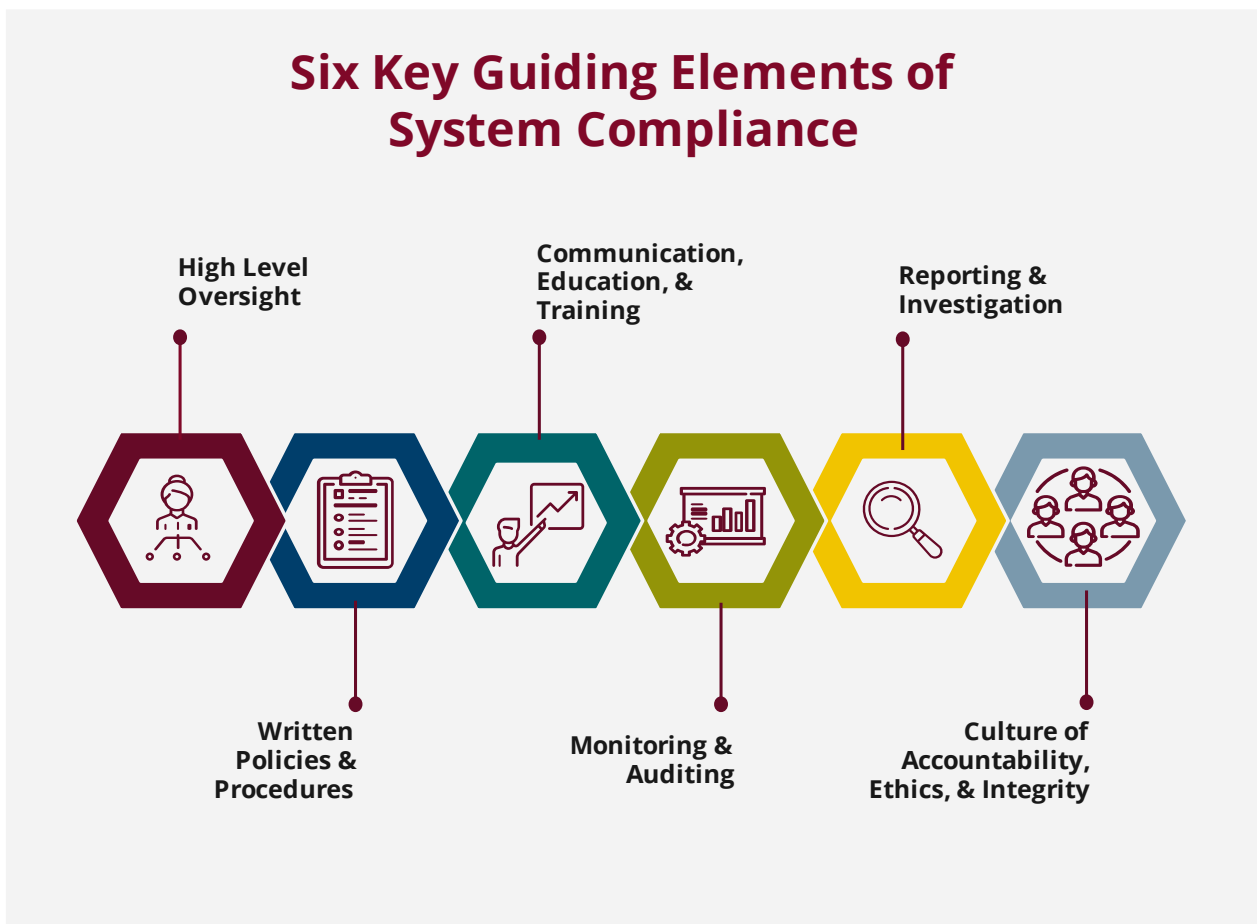 Six Key Guiding Elements of
System Compliance
High Level
Oversight
Written
Policies &
Procedures
Communication,
Education, &
Training
Monitoring &
Auditing
Reporting &
Investigation
Culture of
Accountability,
Ethics, & Integrity